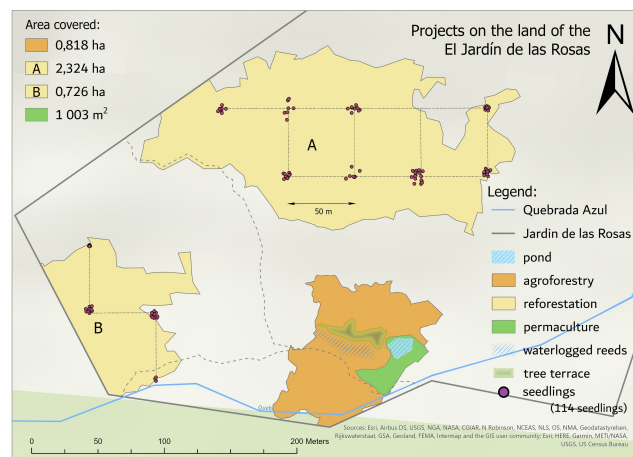 Area covered:
0,818 ha
A 2,324 ha
B 0,726 ha
1 003 m²
Projects on the land of the
El Jardín de las Rosas
N
A
50 m
B
Legend:
Quebrada Azul
Jardin de las Rosas
pond
agroforestry
reforestation
permaculture
waterlogged reeds
tree terrace
seedlings
(114 seedlings)
0 50 100 200 Meters
Sources: Esri, Airbus DS, USGS, NGA, NASA, CGIAR, N Robinson, NCEAS, NLS, OS, NMA, Geodatastyrelsen,
Rijkswaterstaat, GSA, Geoland, FEMA, Intermap and the GIS user community; Esri, HERE, Garmin, METI/NASA,
USGS, US Census Bureau